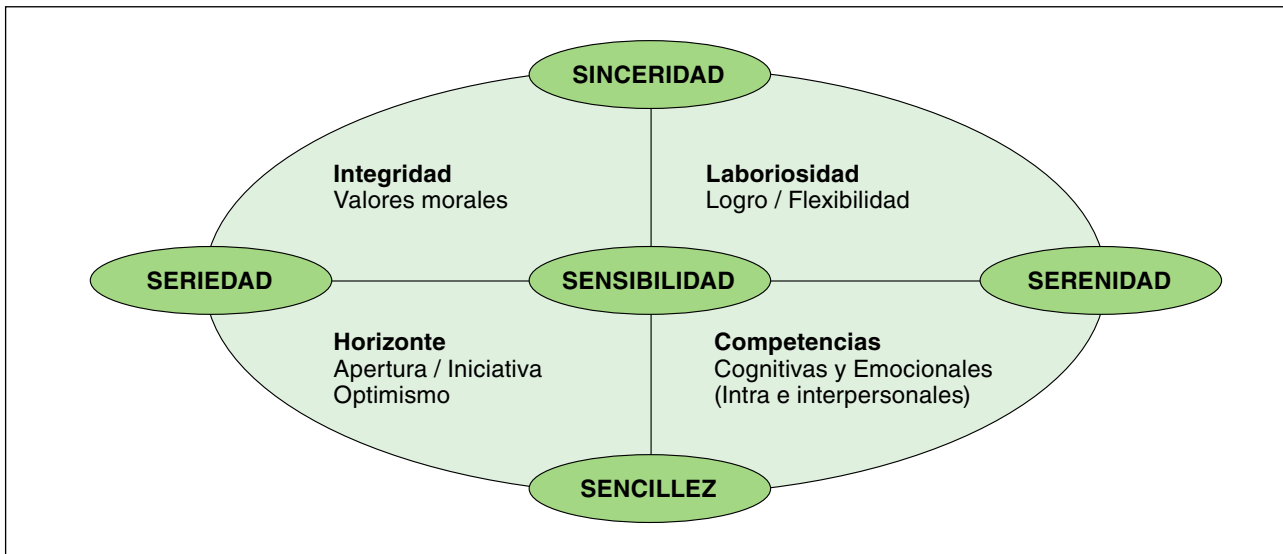 SINCERIDAD
Integridad
Valores morales
Laboriosidad
Logro / Flexibilidad
SERIEDAD
SENSIBILIDAD
SERENIDAD
Horizonte
Apertura / Iniciativa
Optimismo
Competencias
Cognitivas y Emocionales
(Intra e interpersonales)
SENCILLEZ